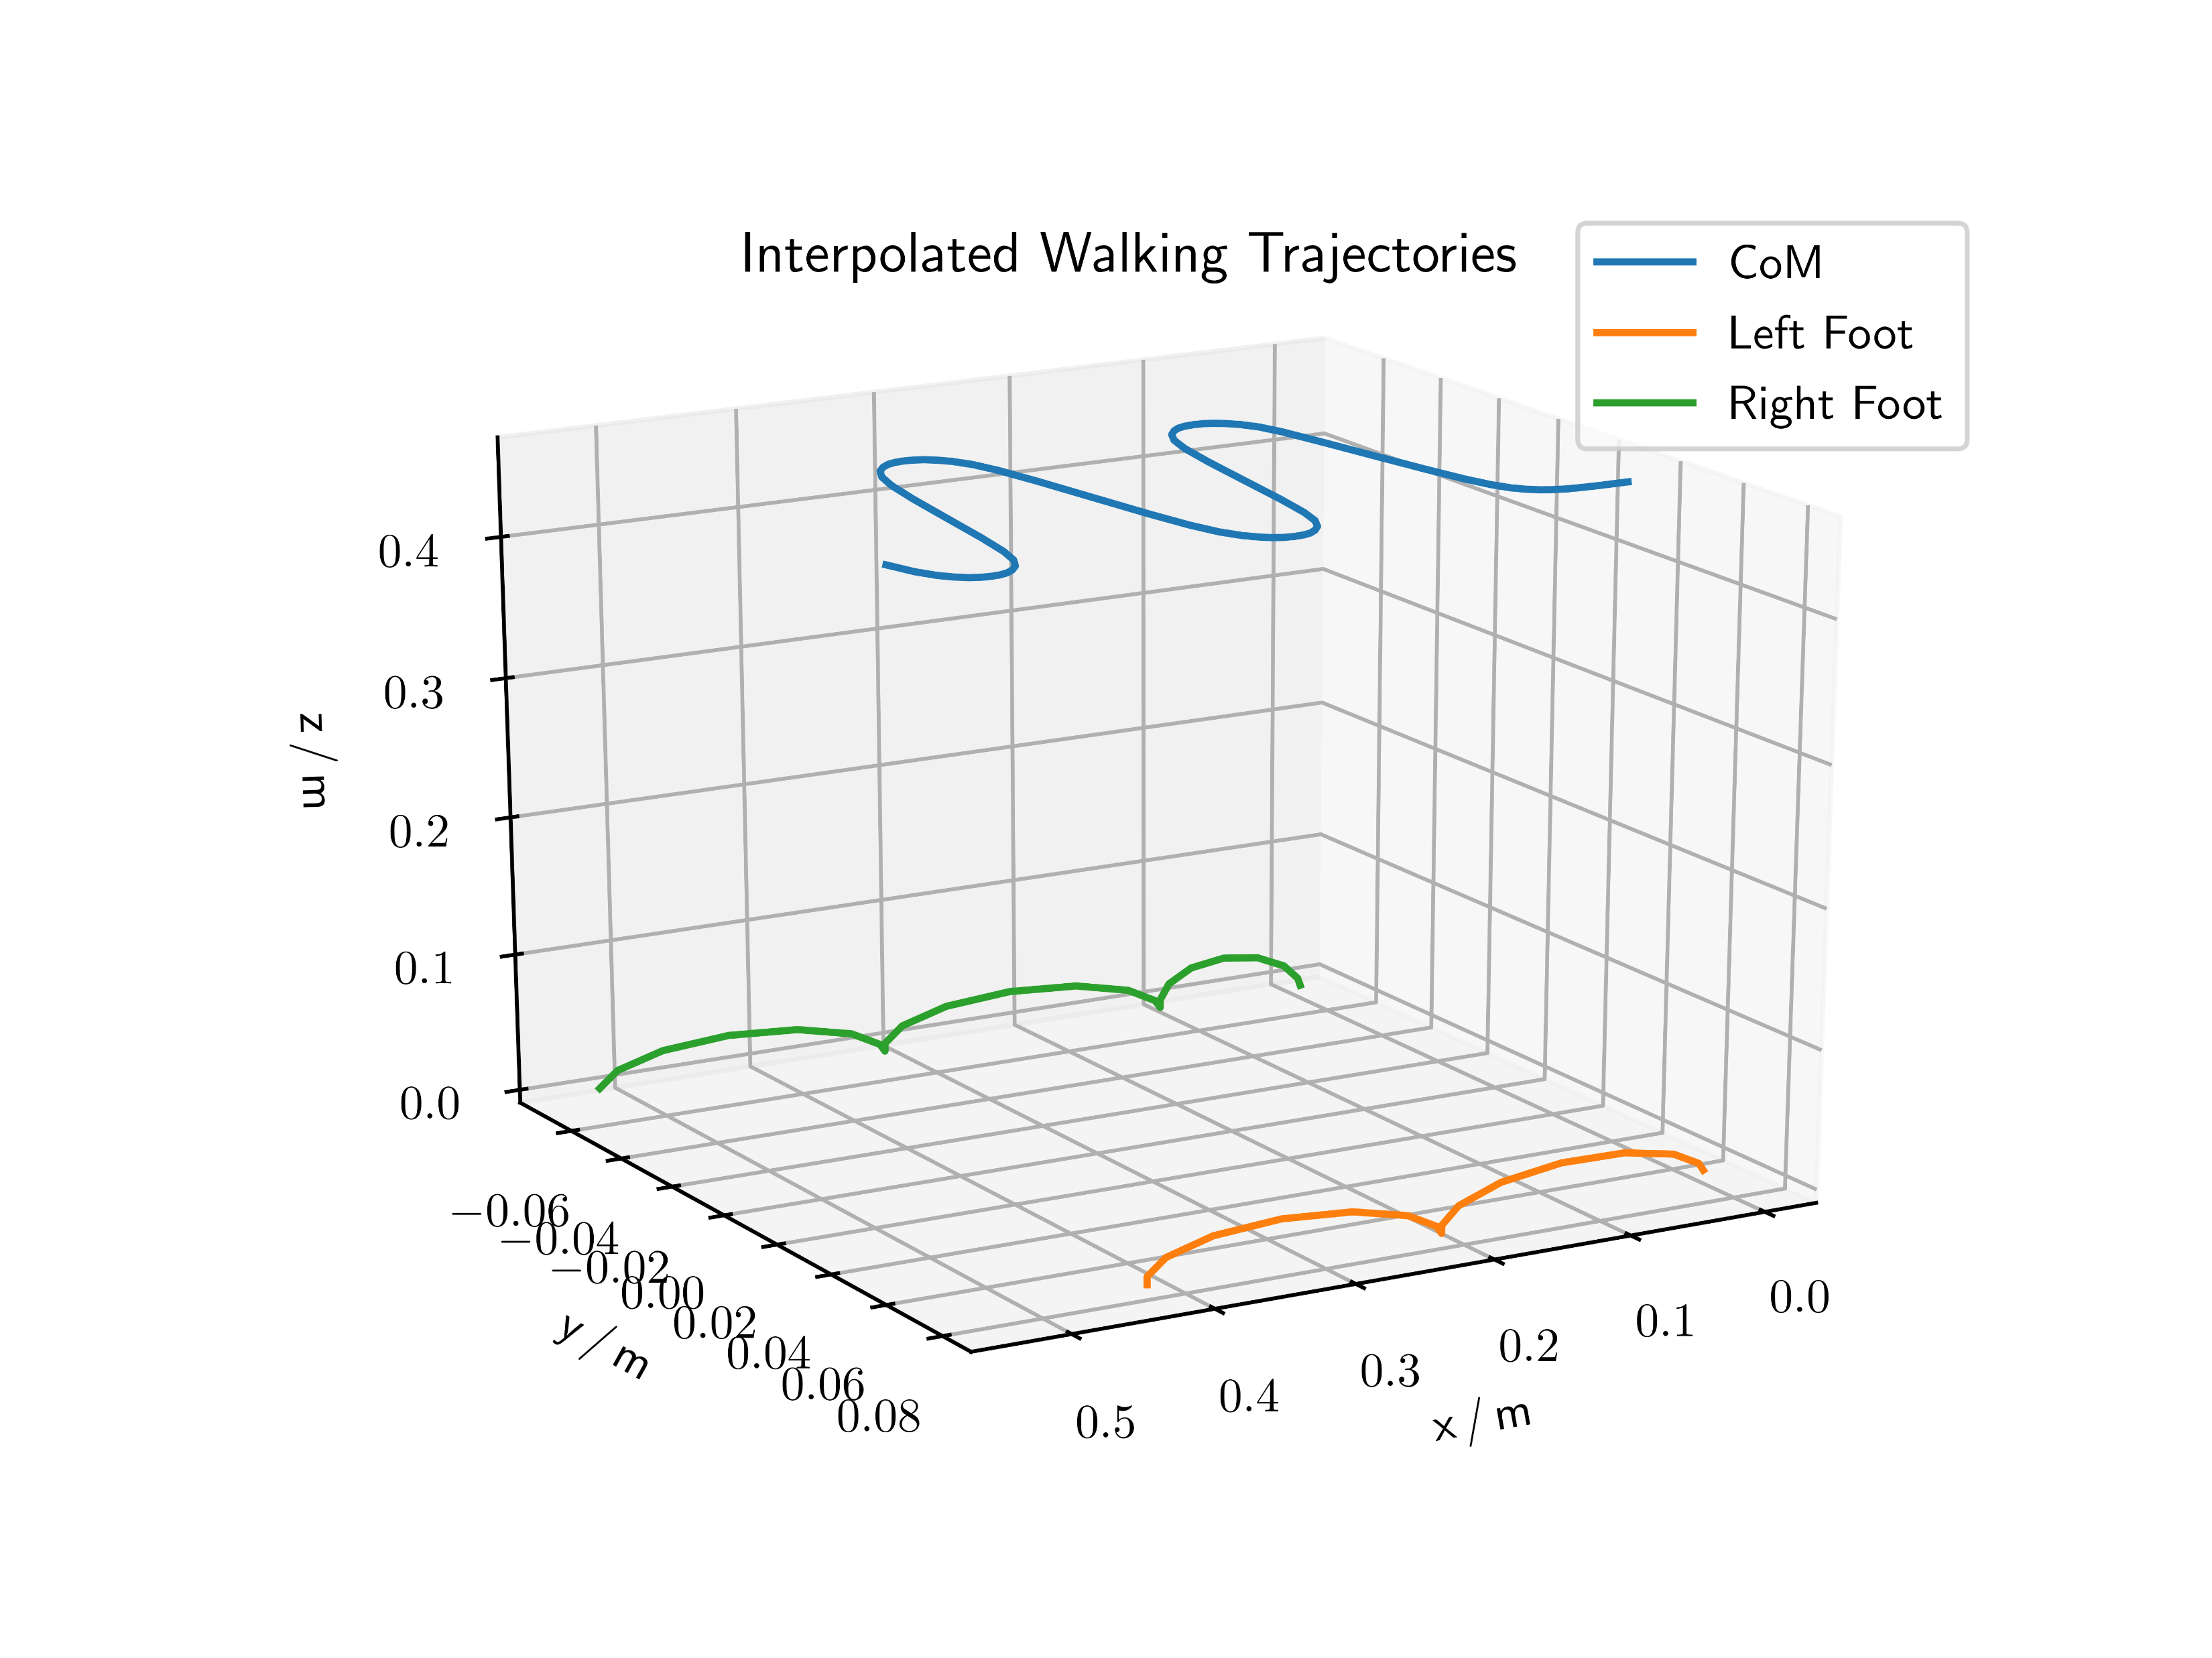 Interpolated Walking Trajectories
CoM
Left Foot
Right Foot
0.4
0.3
0.2
0.1
0.0
z / m
−0.06
−0.04
−0.02
0.00
0.02
0.04
0.06
0.08
y / m
0.5
0.4
0.3
0.2
0.1
0.0
x / m